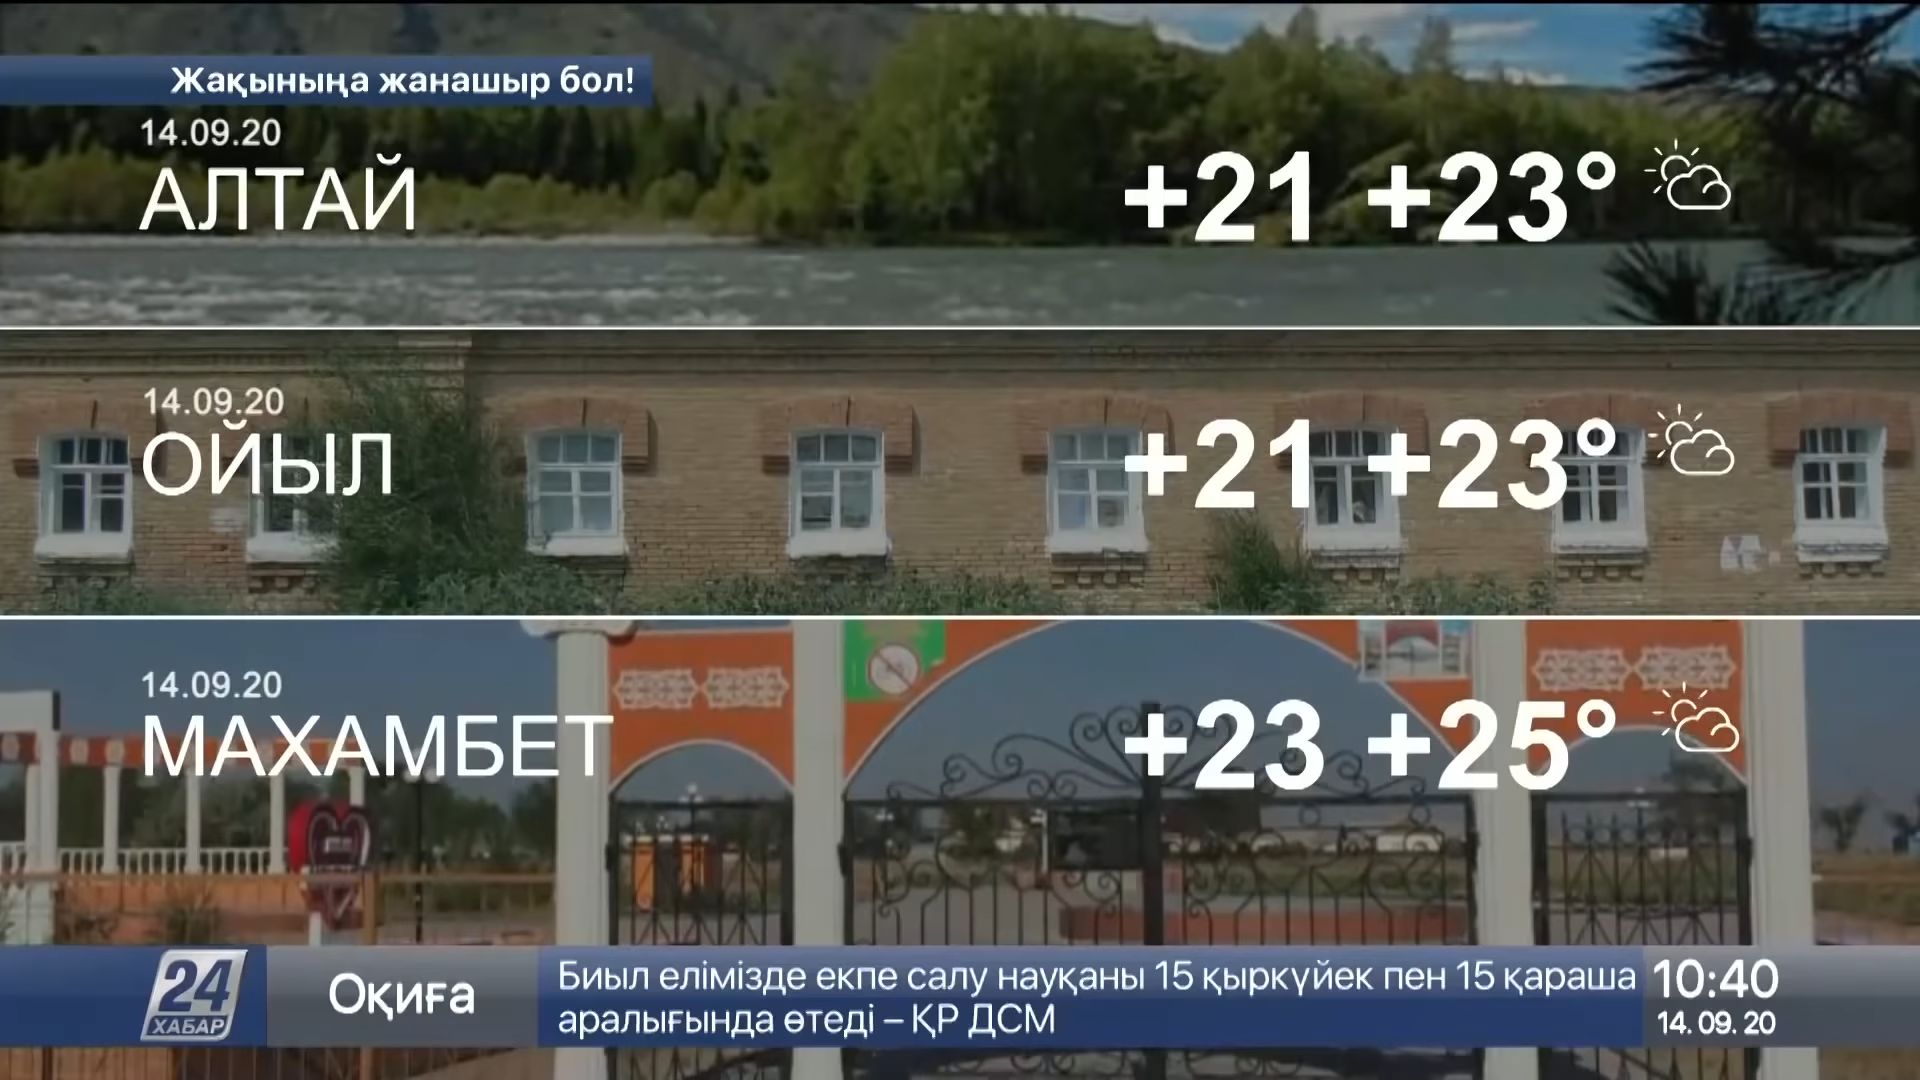 Жақыныңа жанашыр бол!
14.09.20
АЛТАЙ
+21 +23°
14.09.20
ОЙЫЛ
+21 +23°
14.09.20
МАХАМБЕТ
+23 +25°
24
ХАБАР
Оқиға
Биыл елімізде екпе салу науқаны 15 қыркүйек пен 15 қараша
аралығында өтеді – ҚР ДСМ
10:40
14. 09. 20